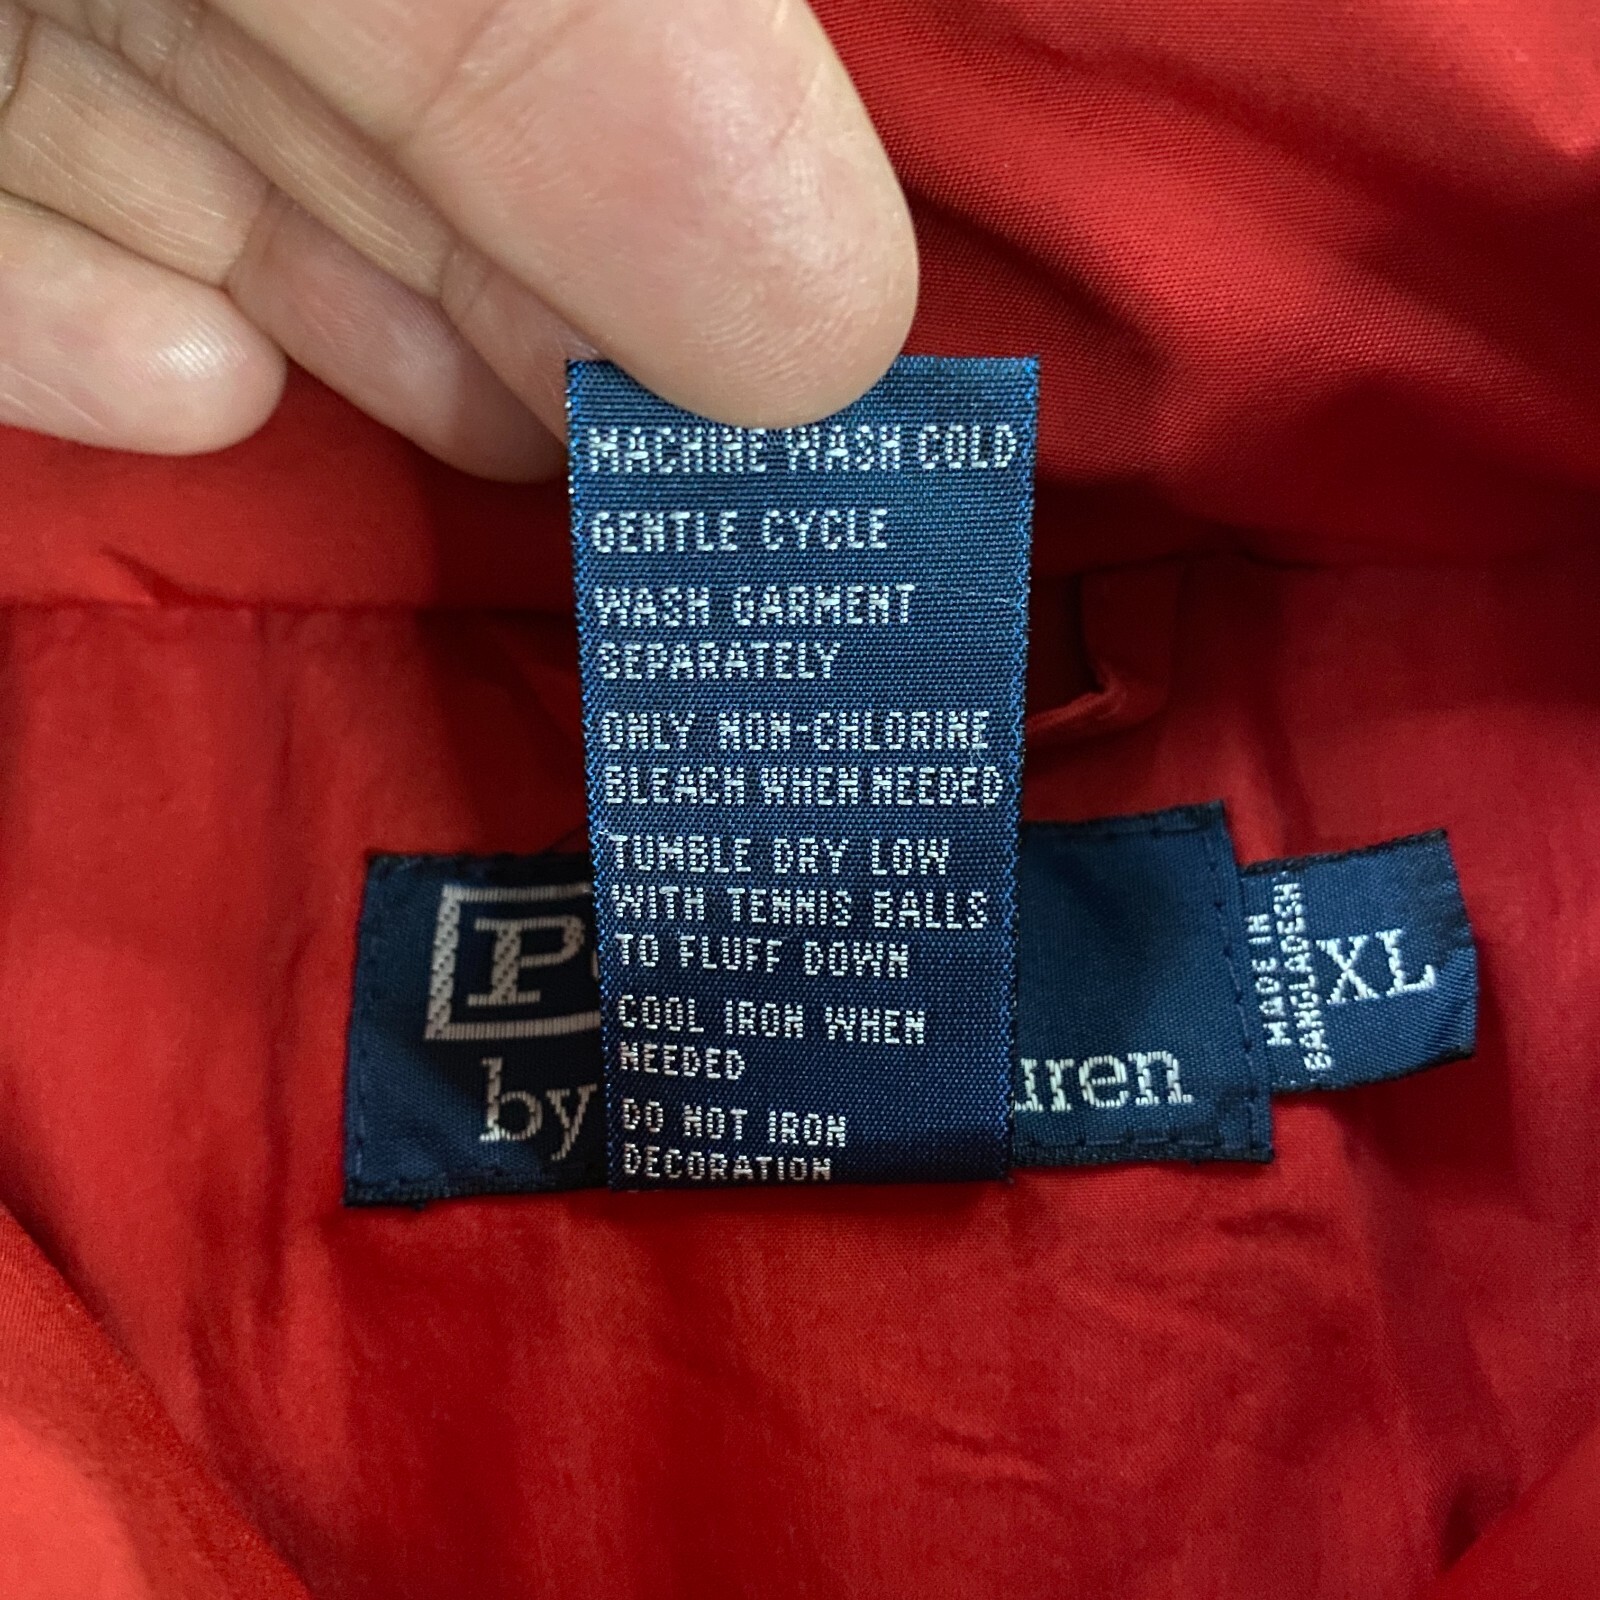 MACHINE WASH COLD
GENTLE CYCLE
WASH GARMENT
SEPARATELY
ONLY NON-CHLORINE
BLEACH WHEN NEEDED
TUMBLE DRY LOW
WITH TENNIS BALLS
TO FLUFF DOWN
COOL IRON WHEN
NEEDED
DO NOT IRON
DECORATION
P
by
uren
MADE IN
BANGLADESH
XL